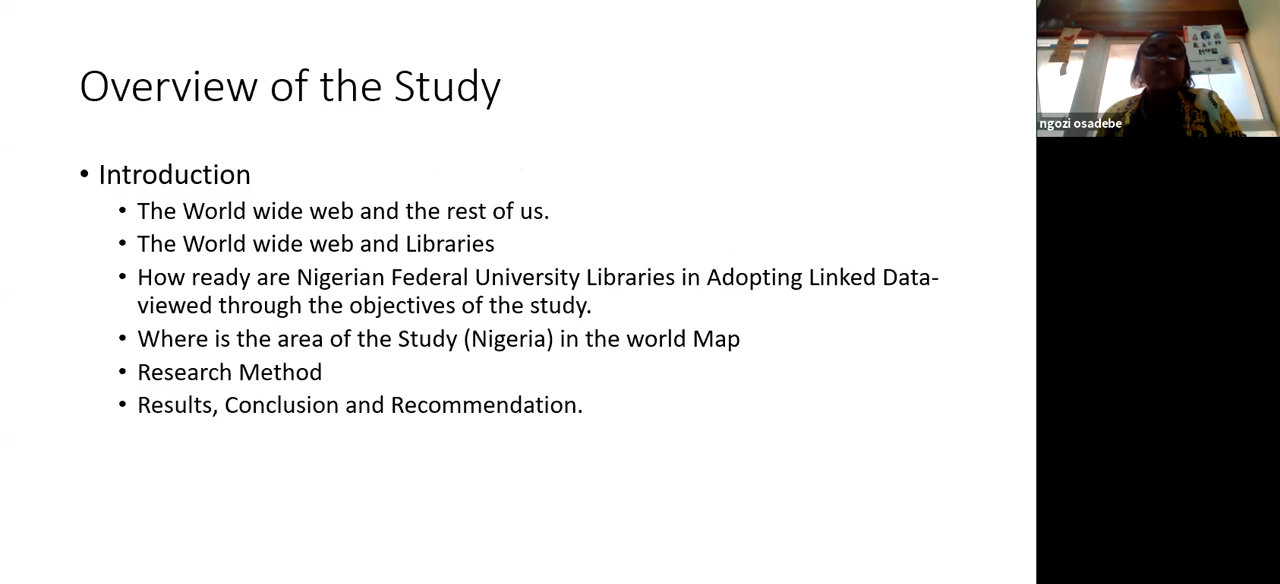 Overview of the Study
• Introduction
• The World wide web and the rest of us.
• The World wide web and Libraries
• How ready are Nigerian Federal University Libraries in Adopting Linked Data-
viewed through the objectives of the study.
• Where is the area of the Study (Nigeria) in the world Map
• Research Method
• Results, Conclusion and Recommendation.
ngozi osadebe